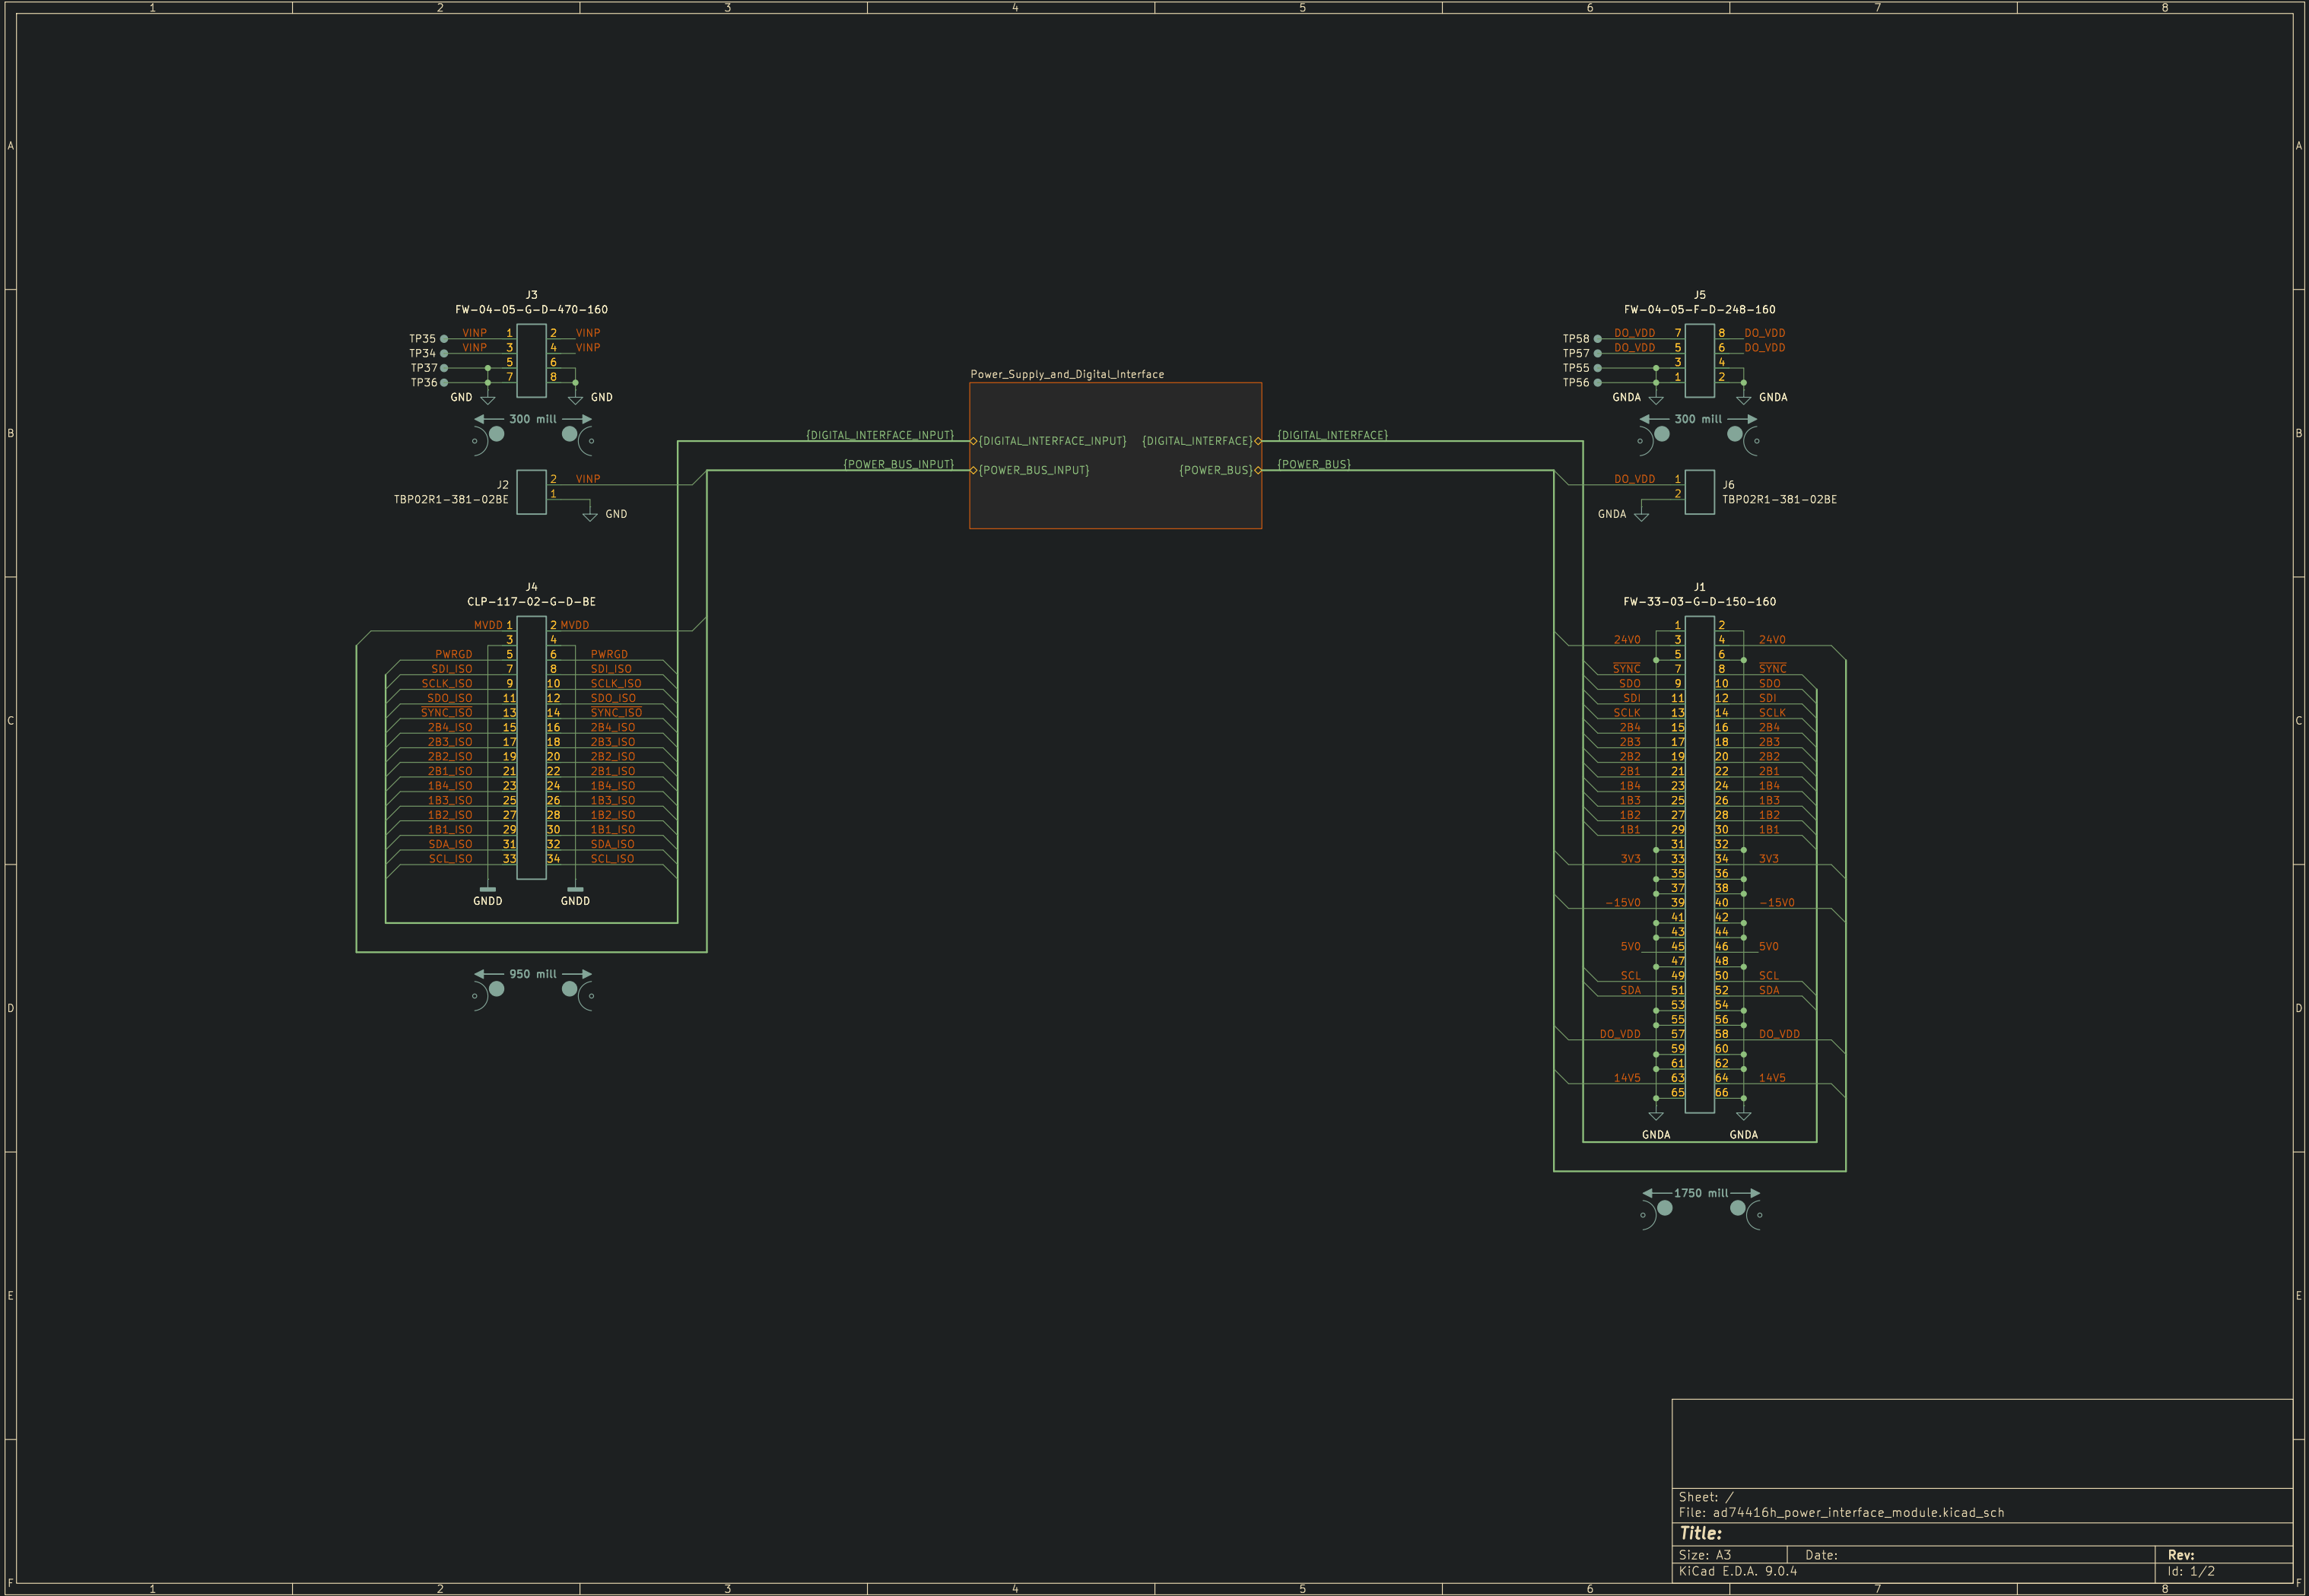 1 2 3 4 5 6 7 8
A A
B B
C C
D D
E E
F F
J3
FW-04-05-G-D-470-160
TP35 VINP 1 2 VINP
TP34 VINP 3 4 VINP
TP37 5 6
TP36 7 8
GND GND
300 mill
J2
TBP02R1-381-02BE
2 VINP
1
GND
J4
CLP-117-02-G-D-BE
MVDD 1 2 MVDD
3 4
PWRGD 5 6 PWRGD
SDI_ISO 7 8 SDI_ISO
SCLK_ISO 9 10 SCLK_ISO
SDO_ISO 11 12 SDO_ISO
SYNC_ISO 13 14 SYNC_ISO
2B4_ISO 15 16 2B4_ISO
2B3_ISO 17 18 2B3_ISO
2B2_ISO 19 20 2B2_ISO
2B1_ISO 21 22 2B1_ISO
1B4_ISO 23 24 1B4_ISO
1B3_ISO 25 26 1B3_ISO
1B2_ISO 27 28 1B2_ISO
1B1_ISO 29 30 1B1_ISO
SDA_ISO 31 32 SDA_ISO
SCL_ISO 33 34 SCL_ISO
GNDD GNDD
950 mill
Power_Supply_and_Digital_Interface
{DIGITAL_INTERFACE_INPUT} {DIGITAL_INTERFACE_INPUT} {DIGITAL_INTERFACE} {DIGITAL_INTERFACE}
{POWER_BUS_INPUT} {POWER_BUS_INPUT} {POWER_BUS} {POWER_BUS}
J5
FW-04-05-F-D-248-160
TP58 DO_VDD 7 8 DO_VDD
TP57 DO_VDD 5 6 DO_VDD
TP55 3 4
TP56 1 2
GNDA GNDA
300 mill
DO_VDD 1
2
J6
TBP02R1-381-02BE
GNDA
J1
FW-33-03-G-D-150-160
1 2
24V0 3 4 24V0
5 6
SYNC 7 8 SYNC
SDO 9 10 SDO
SDI 11 12 SDI
SCLK 13 14 SCLK
2B4 15 16 2B4
2B3 17 18 2B3
2B2 19 20 2B2
2B1 21 22 2B1
1B4 23 24 1B4
1B3 25 26 1B3
1B2 27 28 1B2
1B1 29 30 1B1
31 32
3V3 33 34 3V3
35 36
37 38
-15V0 39 40 -15V0
41 42
43 44
5V0 45 46 5V0
47 48
SCL 49 50 SCL
SDA 51 52 SDA
53 54
55 56
DO_VDD 57 58 DO_VDD
59 60
61 62
14V5 63 64 14V5
65 66
GNDA GNDA
1750 mill
Sheet: /
File: ad74416h_power_interface_module.kicad_sch
Title:
Size: A3 Date: Rev:
KiCad E.D.A. 9.0.4 Id: 1/2
1 2 3 4 5 6 7 8